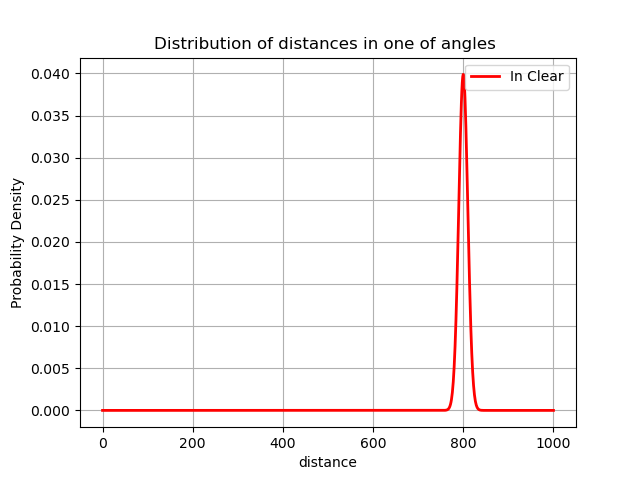 Distribution of distances in one of angles
In Clear
Probability Density
0.040
0.035
0.030
0.025
0.020
0.015
0.010
0.005
0.000
0 200 400 600 800 1000
distance